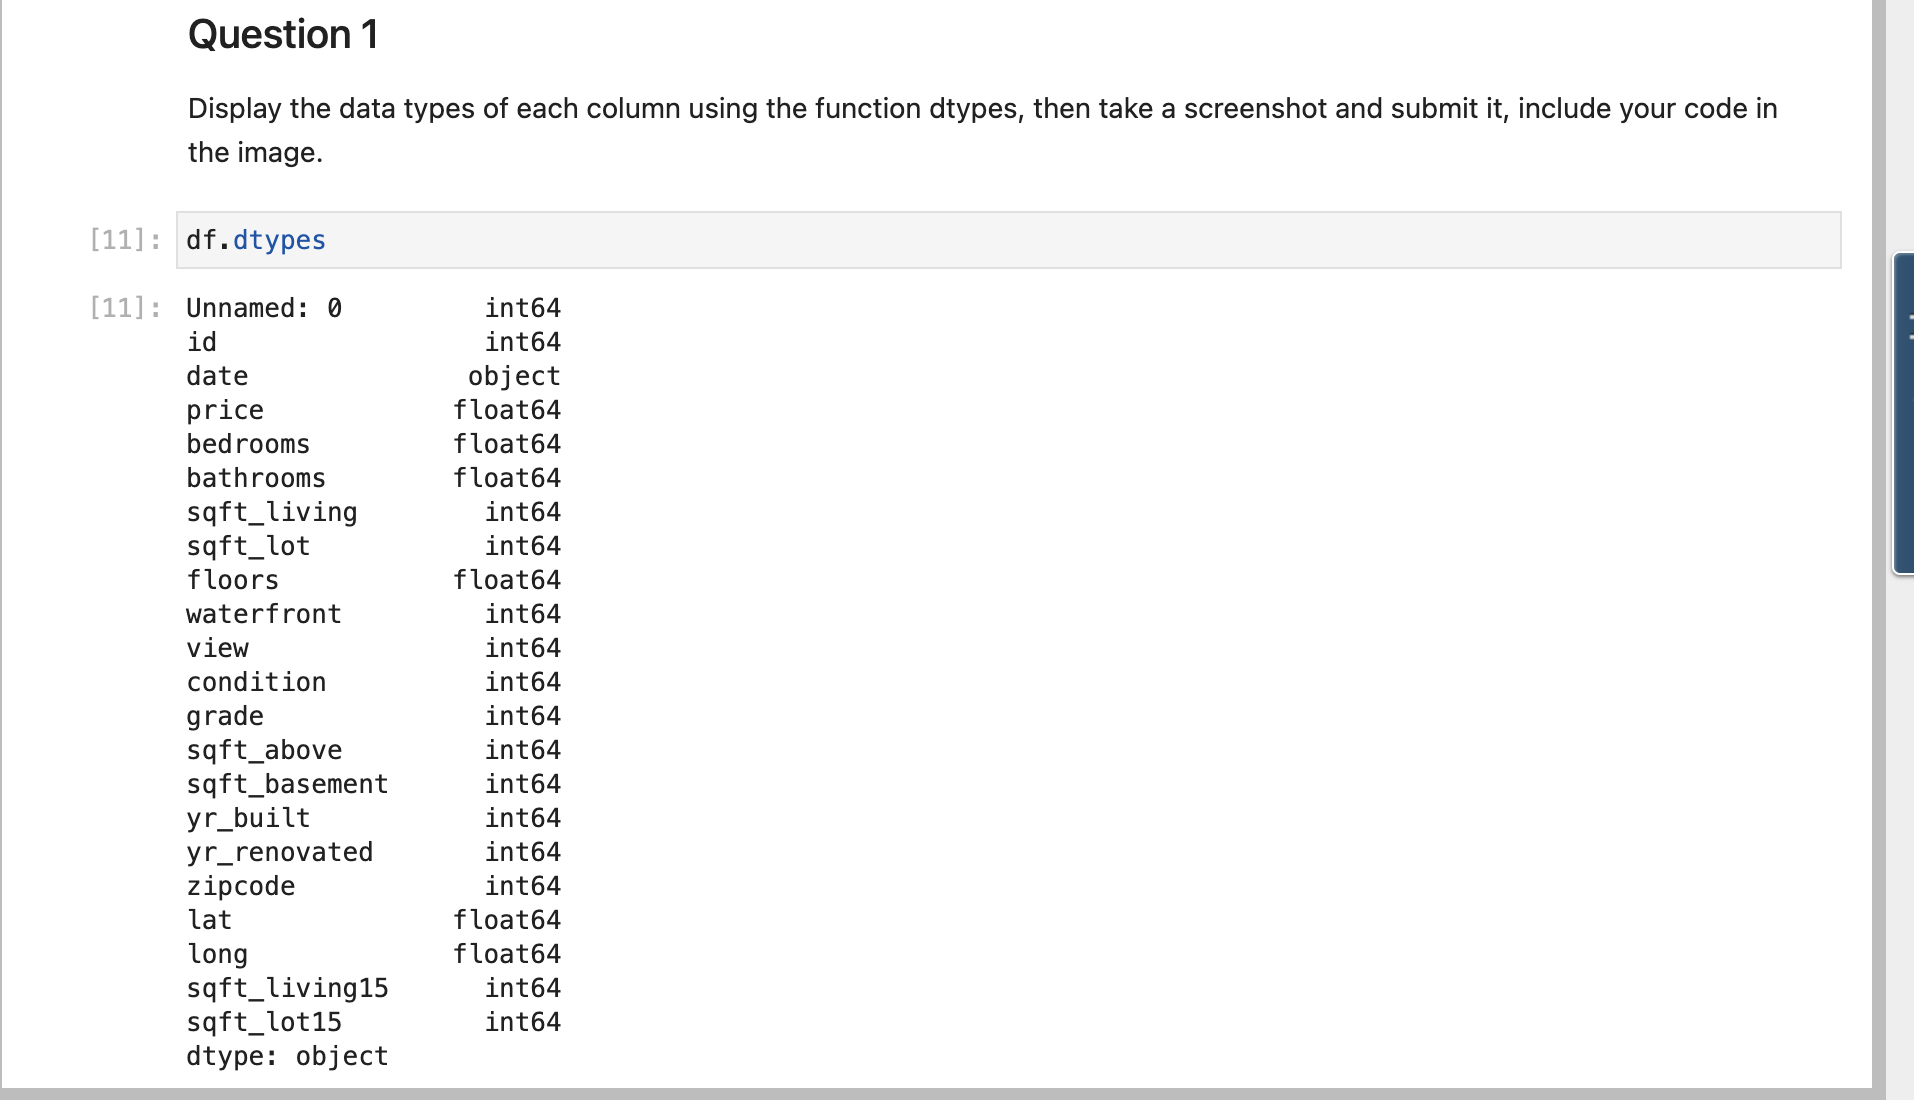 Question 1
Display the data types of each column using the function dtypes, then take a screenshot and submit it, include your code in
the image.
[11]: df.dtypes
[11]: Unnamed: 0 int64
id int64
date object
price float64
bedrooms float64
bathrooms float64
sqft_living int64
sqft_lot int64
floors float64
waterfront int64
view int64
condition int64
grade int64
sqft_above int64
sqft_basement int64
yr_built int64
yr_renovated int64
zipcode int64
lat float64
long float64
sqft_living15 int64
sqft_lot15 int64
dtype: object